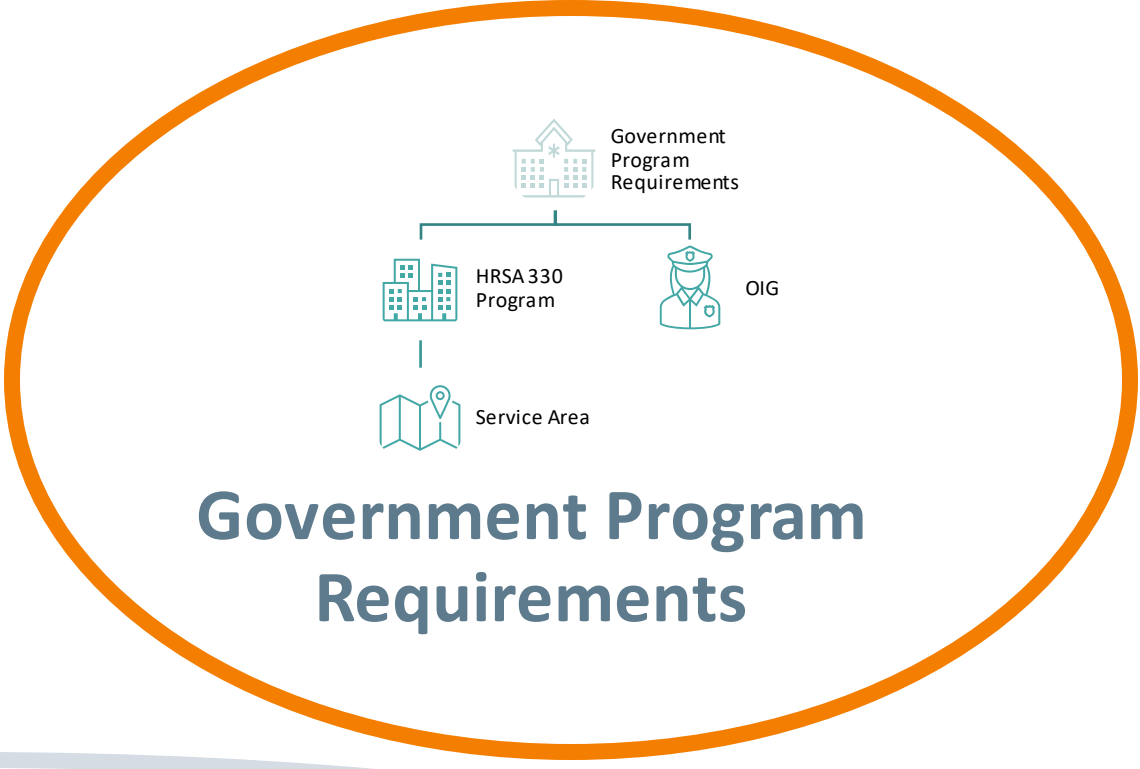 Government
Program
Requirements
HRSA 330
Program
OIG
Service Area
Government Program
Requirements